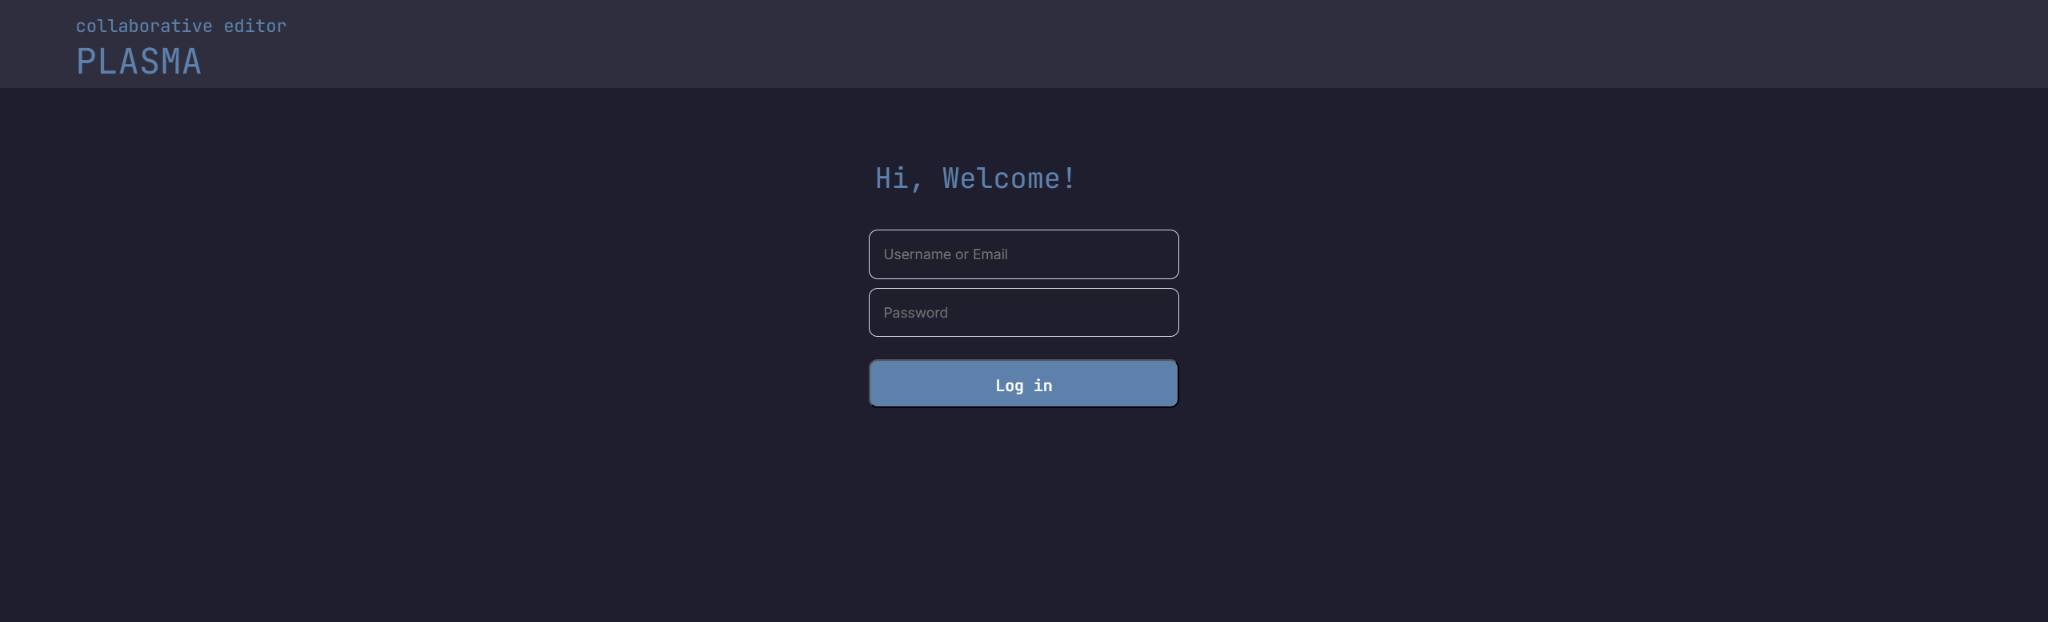 collaborative editor
PLASMA
Hi, Welcome!
Username or Email
Password
Log in